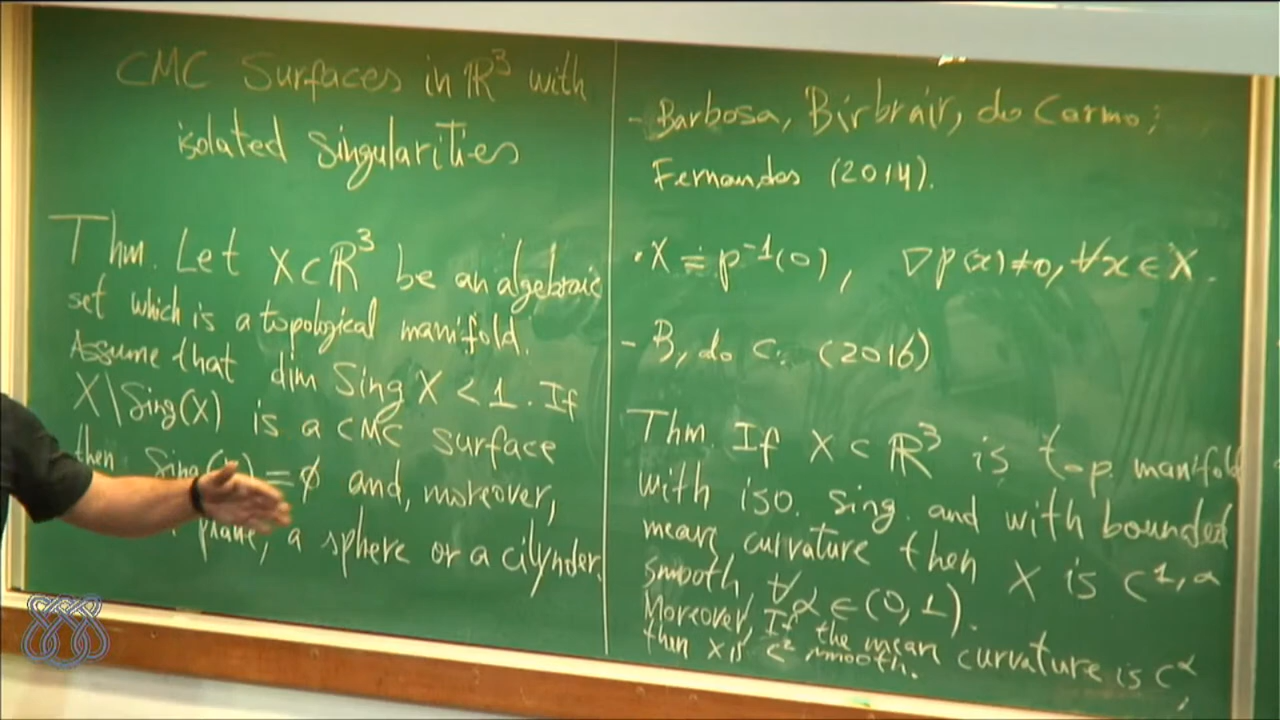 CMC Surfaces in ℝ³ with
isolated Singularities
Thm. Let X⊂ℝ³ be an algebraic
set which is a topological manifold.
Assume that dim Sing X < 1. If
X\Sing(X) is a CMC surface
then Sing( ) = ∅ and, moreover,
plane, a sphere or a cilynder.
- Barbosa, Birbrair, do Carmo;
Fernandes (2014).
• X = p⁻¹(0), ∇p(x)≠0, ∀x∈X.
- B, do C. (2016)
Thm. If X⊂ℝ³ is top. manifold
with iso. sing. and with bounded
mean curvature then X is C^{1,α}
smooth, ∀α∈(0,1).
Moreover, If the mean curvature is C^α,
then X is C² smooth.